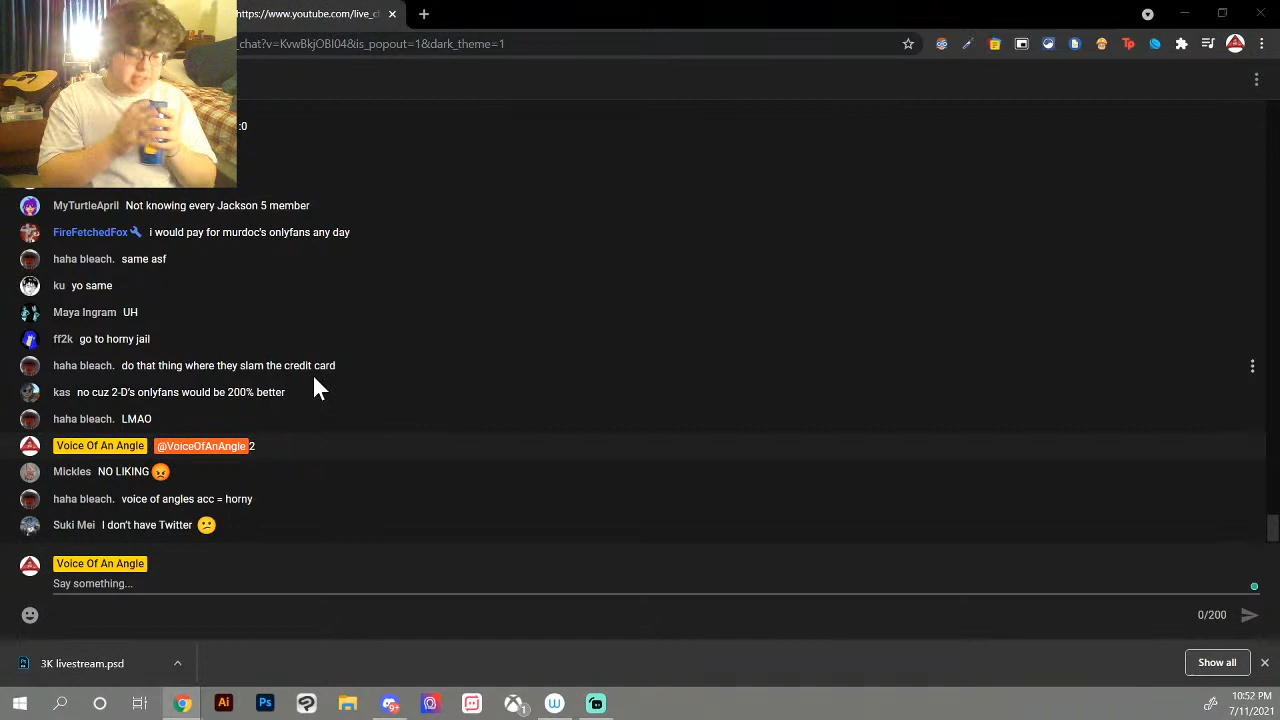 https://www.youtube.com/live_c
_chat?v=KvwBkjOBI04&is_popout=1&dark_theme=1
:0
MyTurtleApril Not knowing every Jackson 5 member
FireFetchedFox i would pay for murdoc's onlyfans any day
haha bleach. same asf
ku yo same
Maya Ingram UH
ff2k go to horny jail
haha bleach. do that thing where they slam the credit card
kas no cuz 2-D's onlyfans would be 200% better
haha bleach. LMAO
Voice Of An Angle @VoiceOfAnAngle 2
Mickles NO LIKING
haha bleach. voice of angles acc = horny
Suki Mei I don't have Twitter
Voice Of An Angle
Say something...
0/200
3K livestream.psd
Show all
10:52 PM
7/11/2021